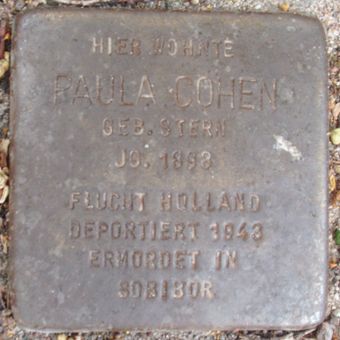 HIER WOHNTE
PAULA COHEN
GEB. STERN
JG. 1898
FLUCHT HOLLAND
DEPORTIERT 1943
ERMORDET IN
SOBIBOR